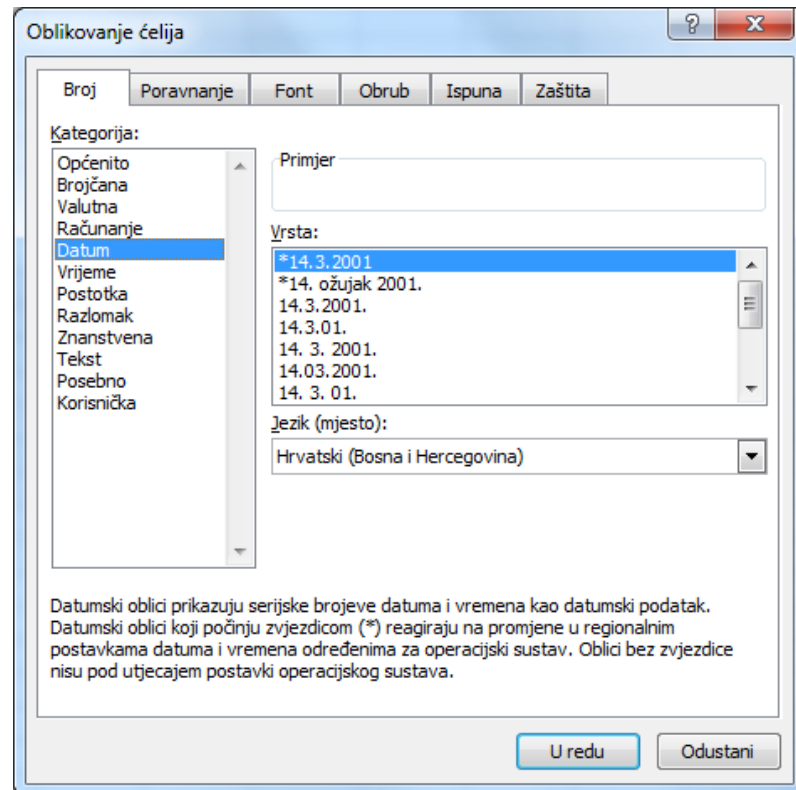 Oblikovanje ćelija
Broj Poravnanje Font Obrub Ispuna Zaštita
Kategorija:
Općenito
Brojčana
Valutna
Računanje
Datum
Vrijeme
Postotka
Razlomak
Znanstvena
Tekst
Posebno
Korisnička
Primjer
Vrsta:
*14.3.2001
*14. ožujak 2001.
14.3.2001.
14.3.01.
14. 3. 2001.
14.03.2001.
14. 3. 01.
Jezik (mjesto):
Hrvatski (Bosna i Hercegovina)
Datumski oblici prikazuju serijske brojeve datuma i vremena kao datumski podatak.
Datumski oblici koji počinju zvjezdicom (*) reagiraju na promjene u regionalnim
postavkama datuma i vremena određenima za operacijski sustav. Oblici bez zvjezdice
nisu pod utjecajem postavki operacijskog sustava.
U redu Odustani